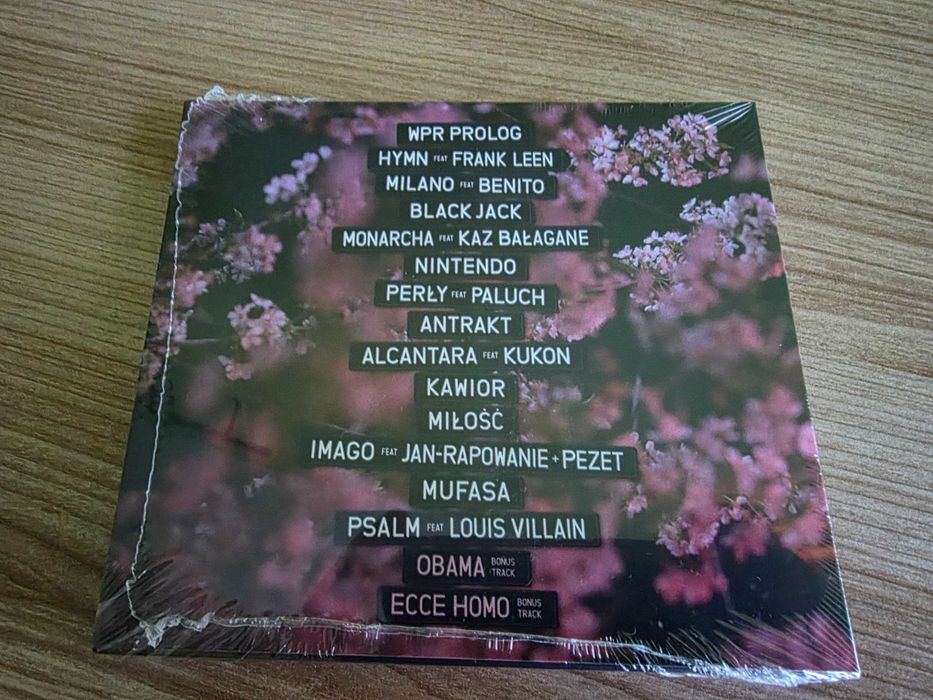 WPR PROLOG
HYMN FEAT FRANK LEEN
MILANO FEAT BENITO
BLACK JACK
MONARCHA FEAT KAZ BAŁAGANE
NINTENDO
PERŁY FEAT PALUCH
ANTRAKT
ALCANTARA FEAT KUKON
KAWIOR
MIŁOŚĆ
IMAGO FEAT JAN-RAPOWANIE + PEZET
MUFASA
PSALM FEAT LOUIS VILLAIN
OBAMA BONUS TRACK
ECCE HOMO BONUS TRACK